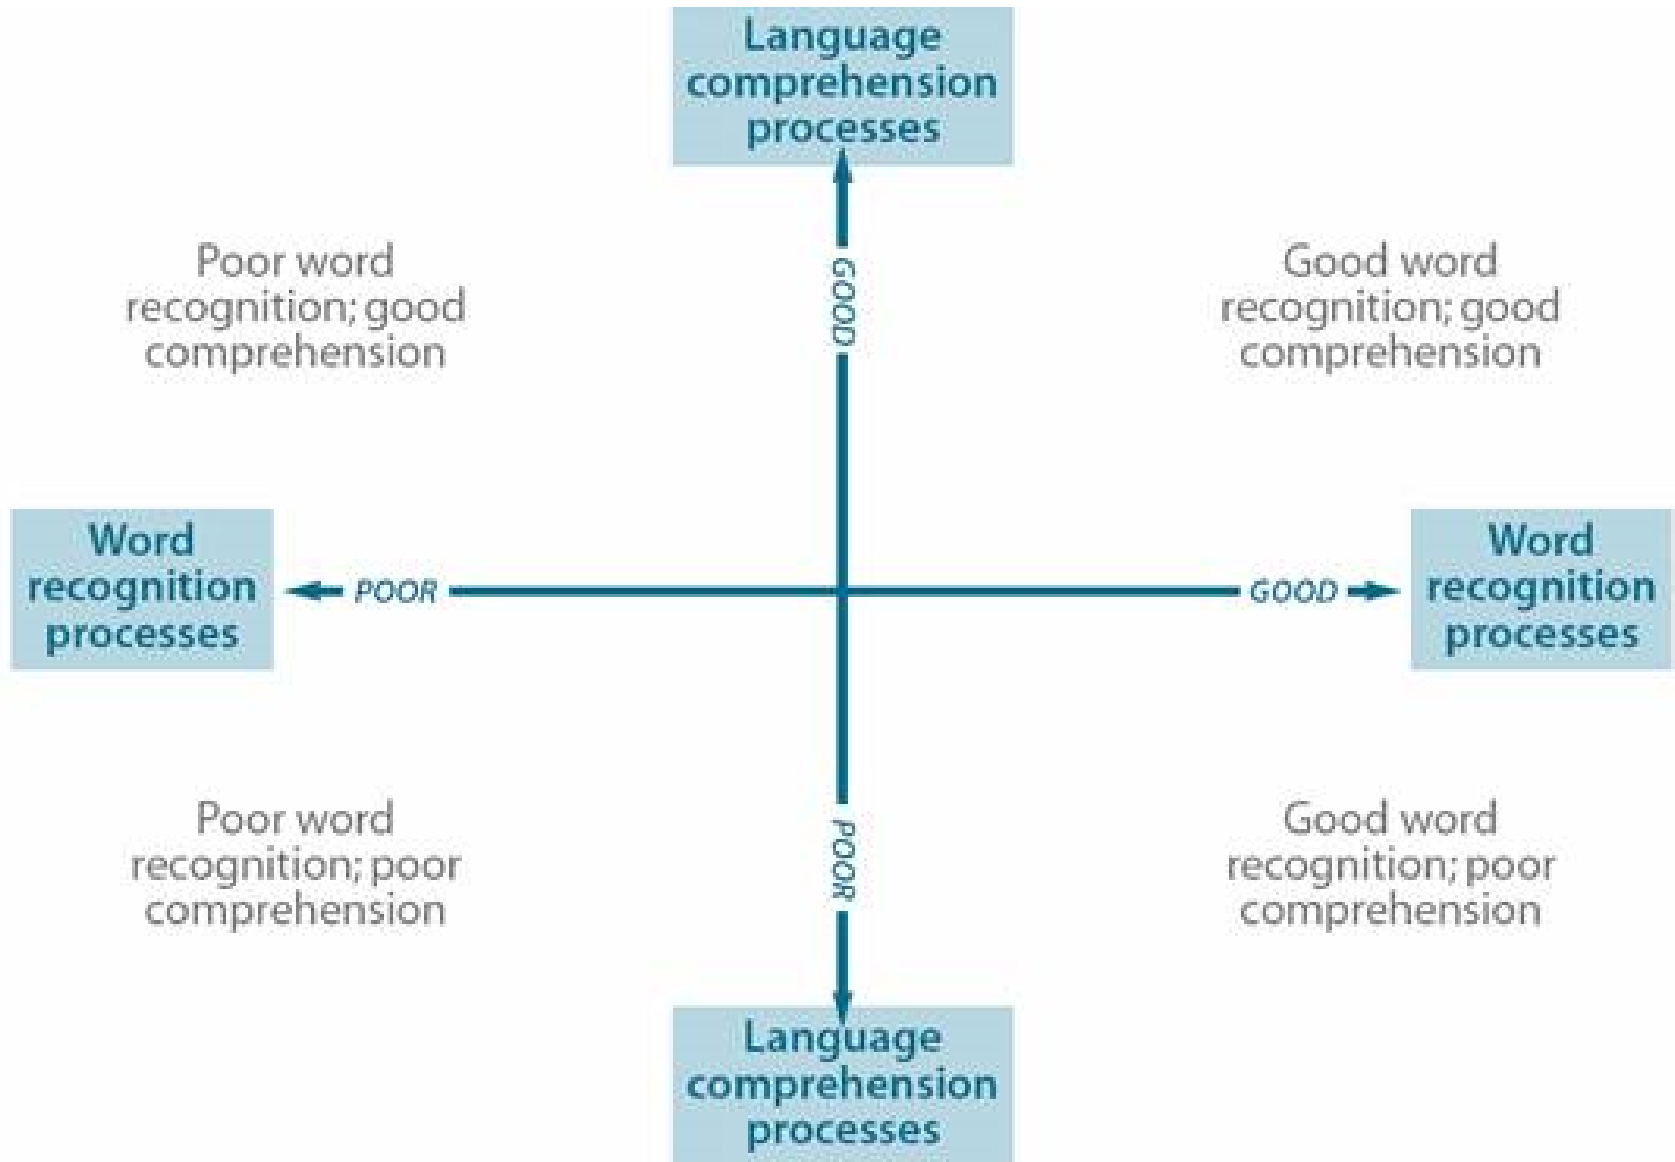 Language
comprehension
processes
GOOD
Poor word
recognition; good
comprehension
Good word
recognition; good
comprehension
Word
recognition
processes
POOR
GOOD
Word
recognition
processes
Poor word
recognition; poor
comprehension
POOR
Good word
recognition; poor
comprehension
Language
comprehension
processes